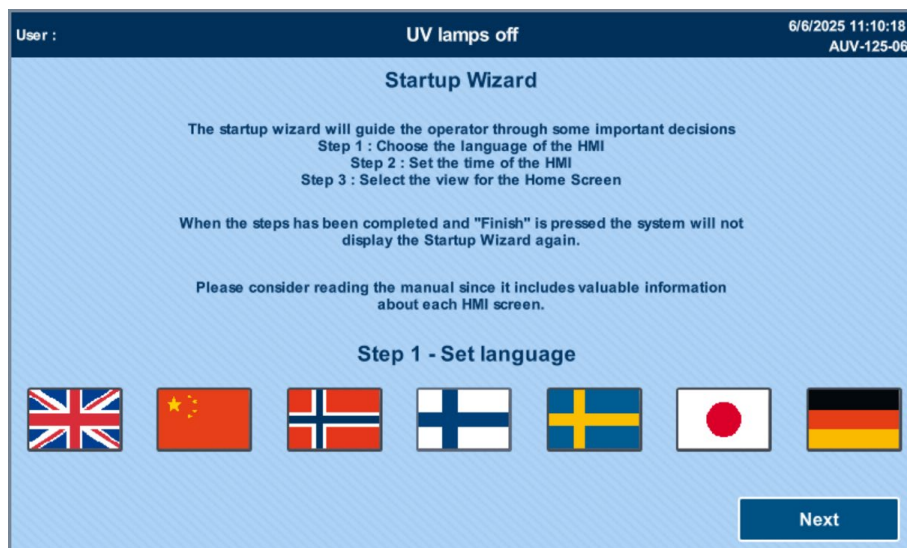 User :
UV lamps off
6/6/2025 11:10:18
AUV-125-06
Startup Wizard
The startup wizard will guide the operator through some important decisions
Step 1 : Choose the language of the HMI
Step 2 : Set the time of the HMI
Step 3 : Select the view for the Home Screen
When the steps has been completed and "Finish" is pressed the system will not
display the Startup Wizard again.
Please consider reading the manual since it includes valuable information
about each HMI screen.
Step 1 - Set language
Next